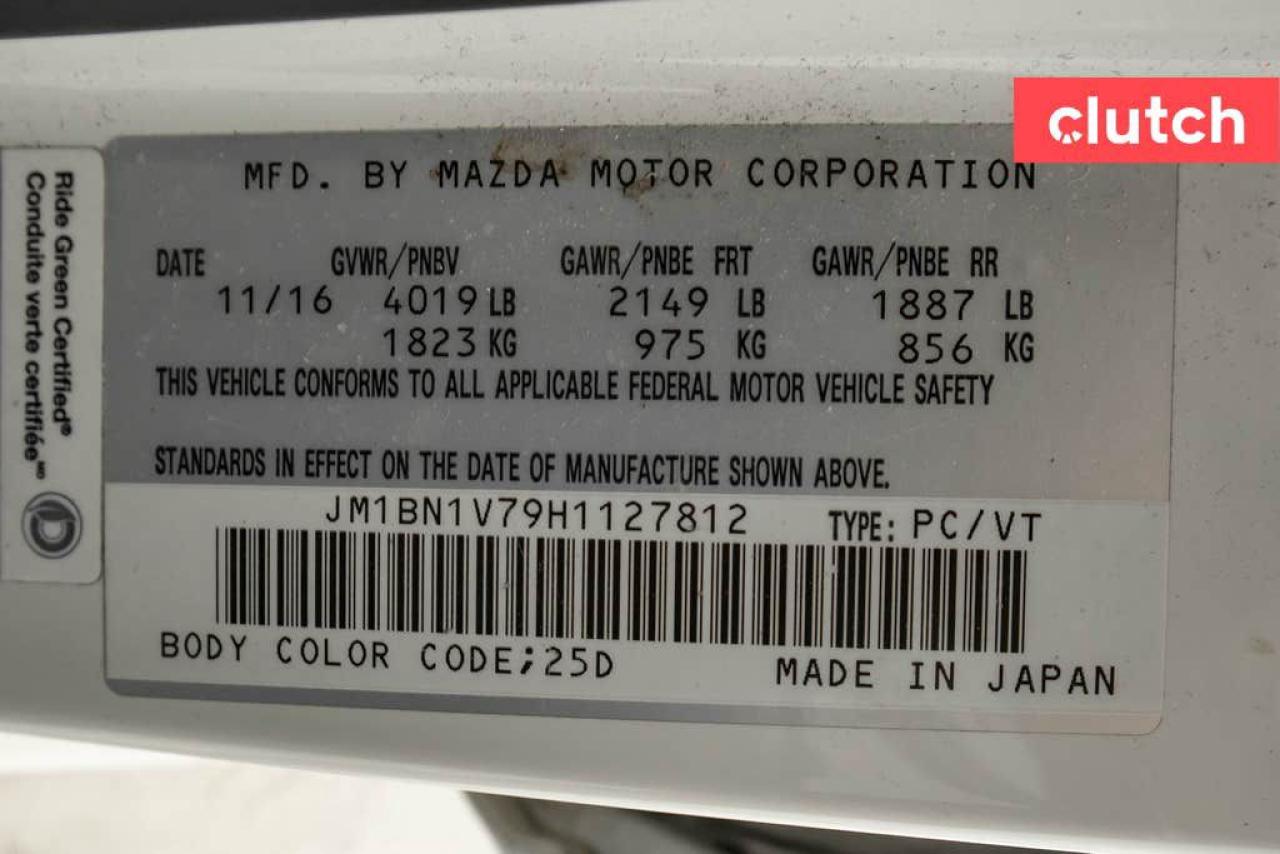 clutch
Ride Green Certified®
Conduite verte certifiée MD
MFD. BY MAZDA MOTOR CORPORATION
DATE GVWR/PNBV GAWR/PNBE FRT GAWR/PNBE RR
11/16 4019 LB 2149 LB 1887 LB
1823 KG 975 KG 856 KG
THIS VEHICLE CONFORMS TO ALL APPLICABLE FEDERAL MOTOR VEHICLE SAFETY
STANDARDS IN EFFECT ON THE DATE OF MANUFACTURE SHOWN ABOVE.
JM1BN1V79H1127812 TYPE: PC/VT
BODY COLOR CODE;25D MADE IN JAPAN